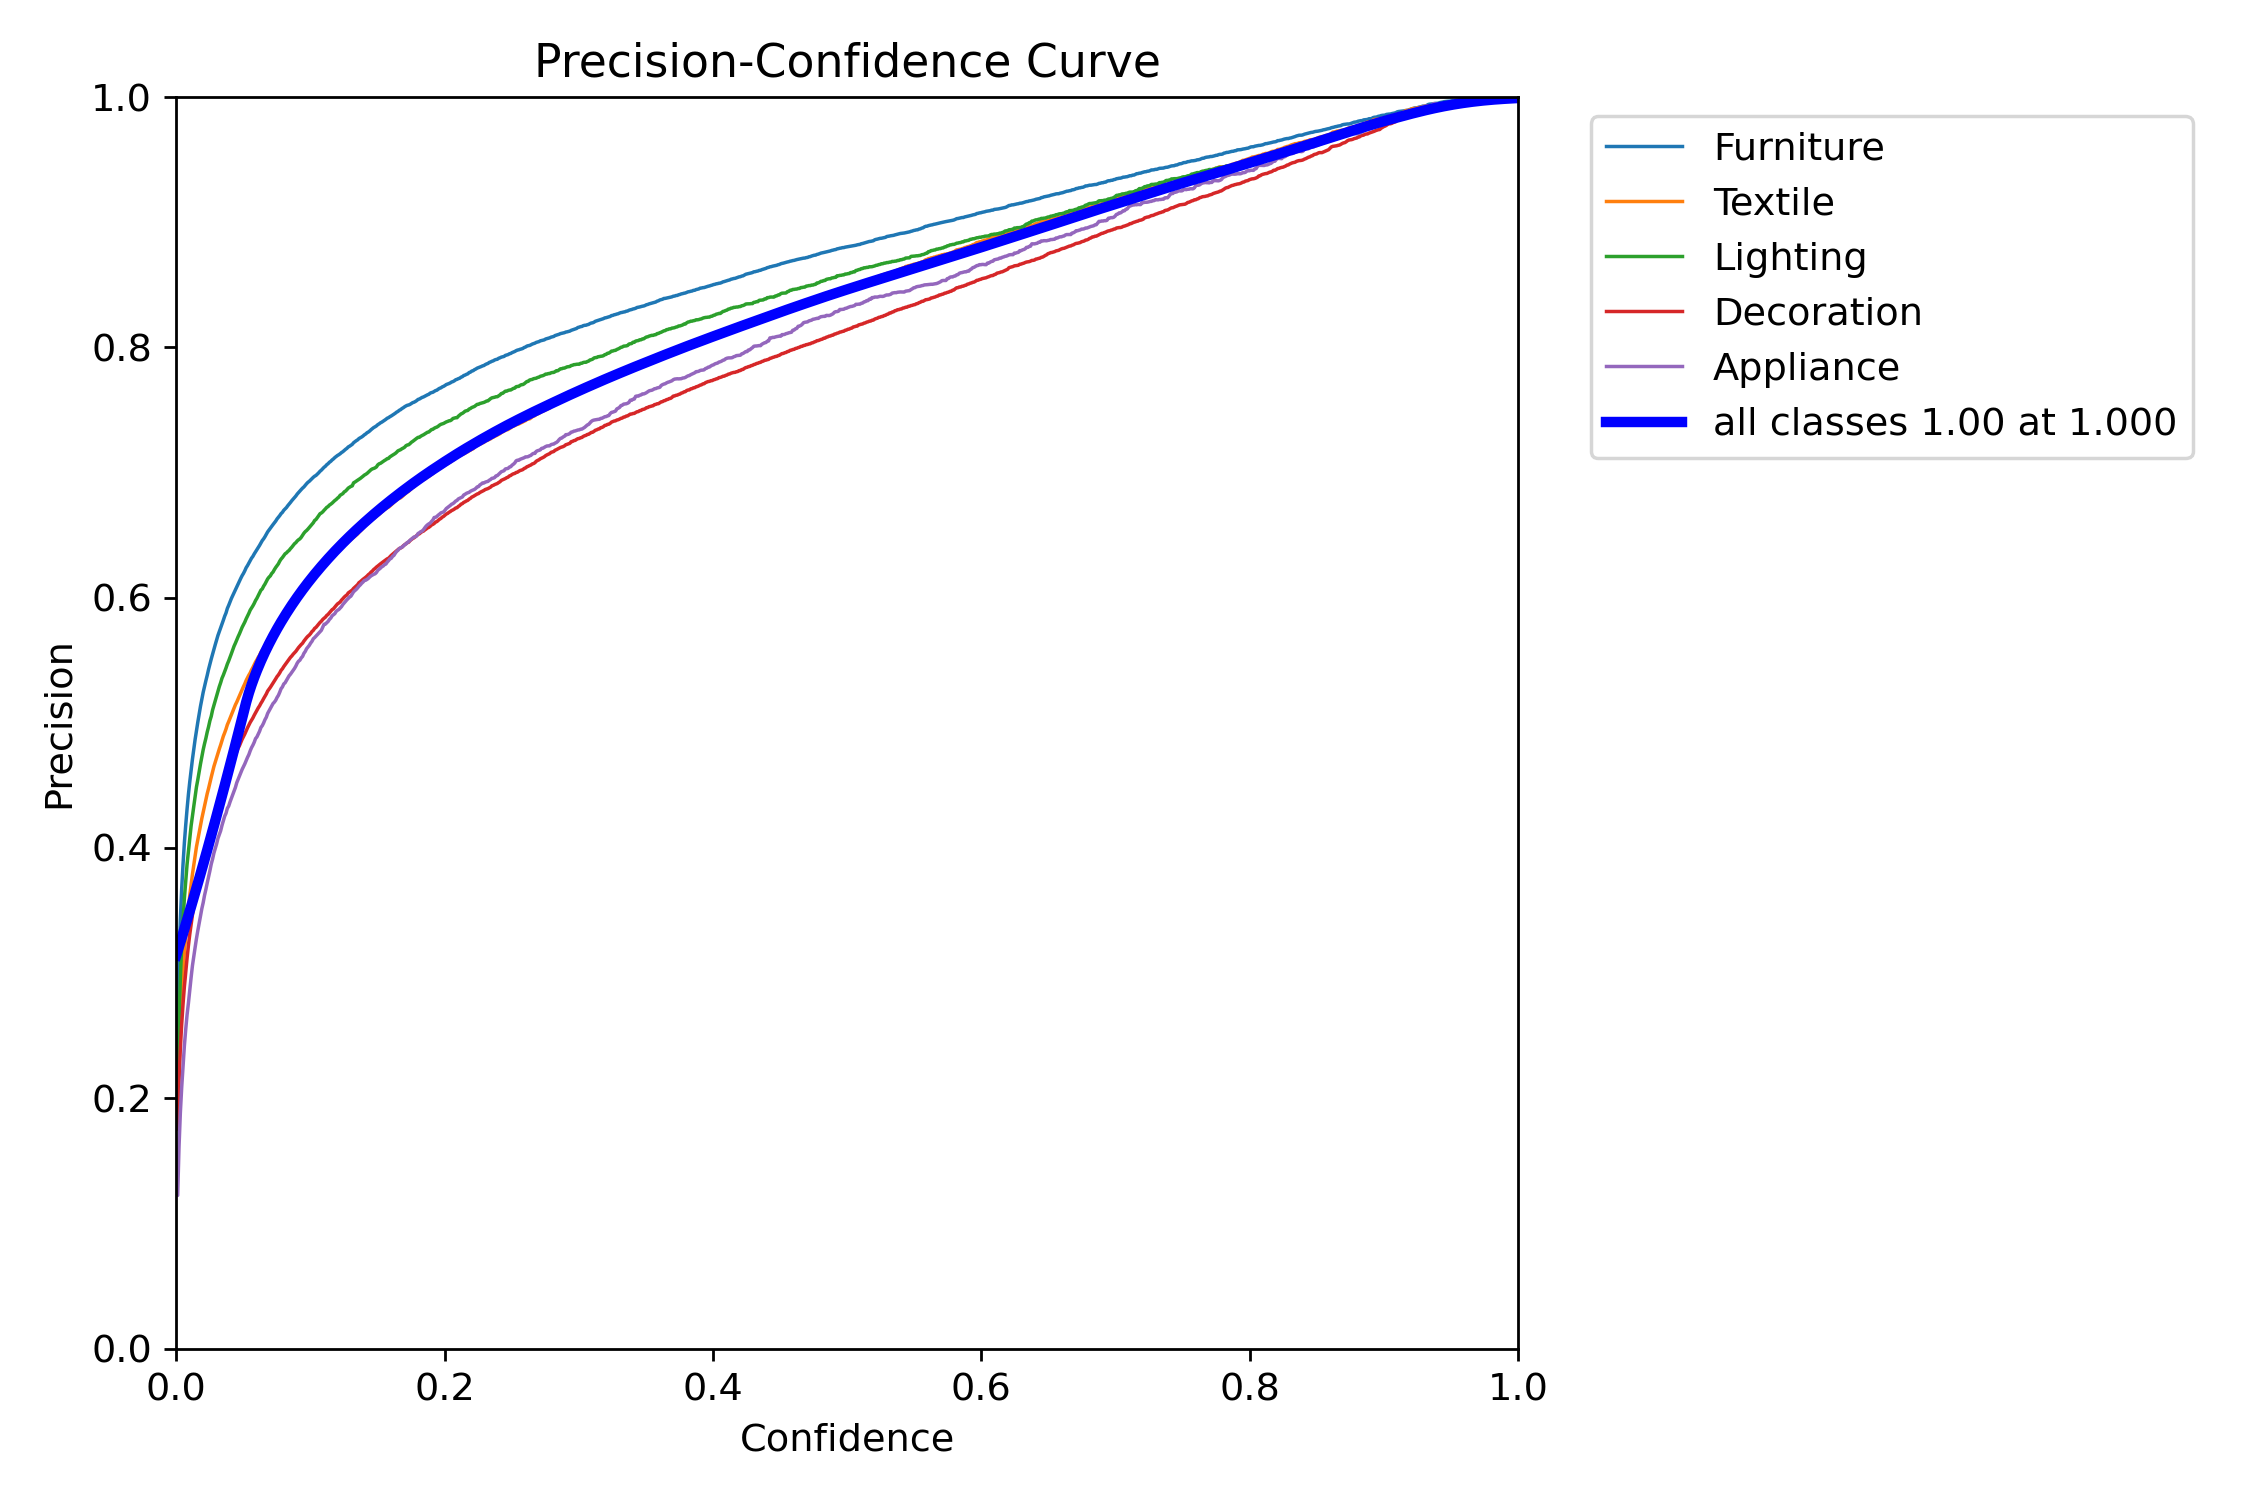 Precision-Confidence Curve
1.0
0.8
0.6
0.4
0.2
0.0
Precision
0.0 0.2 0.4 0.6 0.8 1.0
Confidence
Furniture
Textile
Lighting
Decoration
Appliance
all classes 1.00 at 1.000